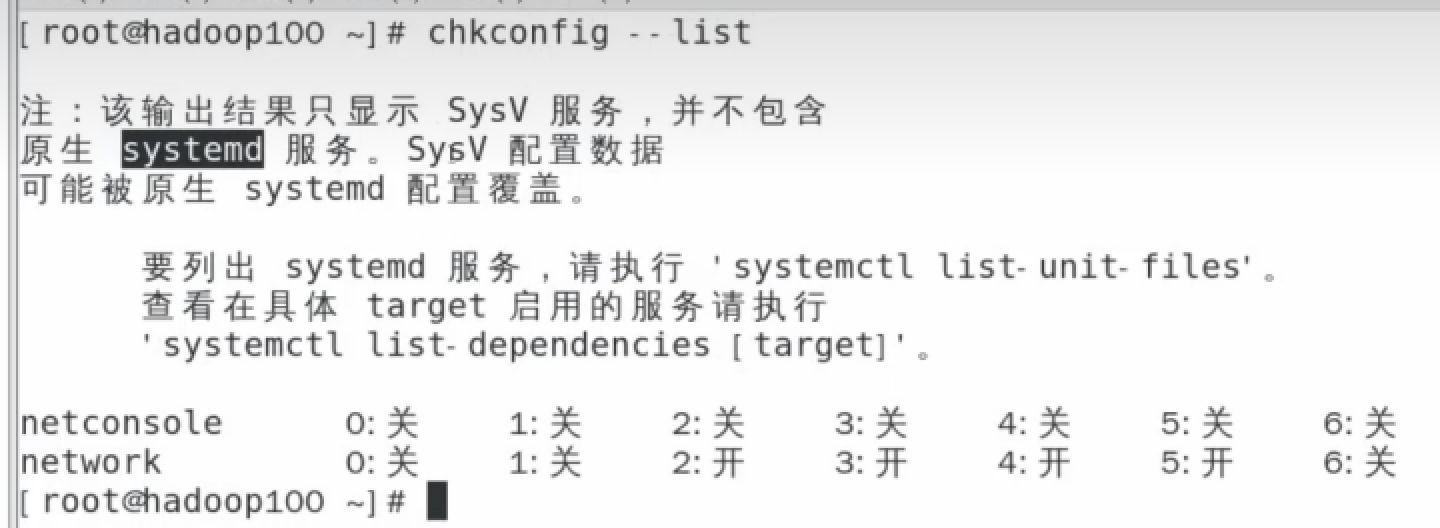 [root@hadoop100 ~]# chkconfig --list
注：该输出结果只显示 SysV 服务，并不包含
原生 systemd 服务。SysV 配置数据
可能被原生 systemd 配置覆盖。
要列出 systemd 服务，请执行 'systemctl list-unit-files'。
查看在具体 target 启用的服务请执行
'systemctl list-dependencies [target]'。
netconsole 0:关 1:关 2:关 3:关 4:关 5:关 6:关
network 0:关 1:关 2:开 3:开 4:开 5:开 6:关
[root@hadoop100 ~]#